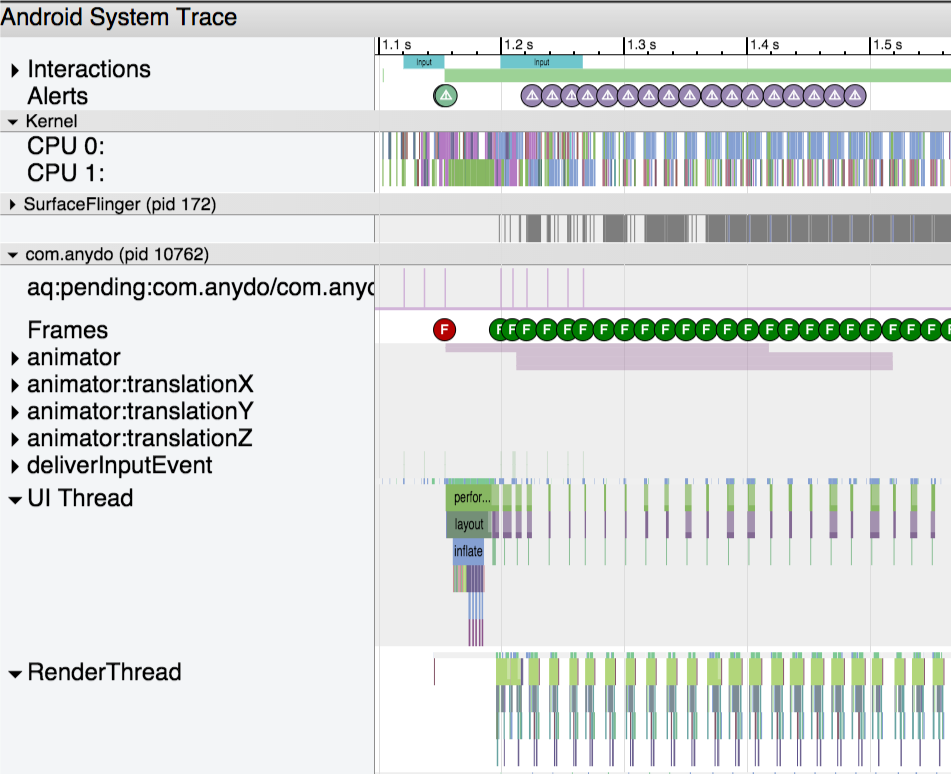 Android System Trace
1.1 s 1.2 s 1.3 s 1.4 s 1.5 s
Interactions Input Input
Alerts
Kernel
CPU 0:
CPU 1:
SurfaceFlinger (pid 172)
com.anydo (pid 10762)
aq:pending:com.anydo/com.anyd
Frames F F F F F F F F F F F F F F F F F F F F F F F F
animator
animator:translationX
animator:translationY
animator:translationZ
deliverInputEvent
UI Thread perfor...
layout
inflate
RenderThread